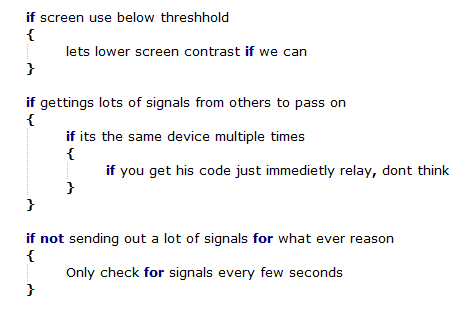 if screen use below threshhold
{
lets lower screen contrast if we can
}
if gettings lots of signals from others to pass on
{
if its the same device multiple times
{
if you get his code just immedietly relay, dont think
}
}
if not sending out a lot of signals for what ever reason
{
Only check for signals every few seconds
}